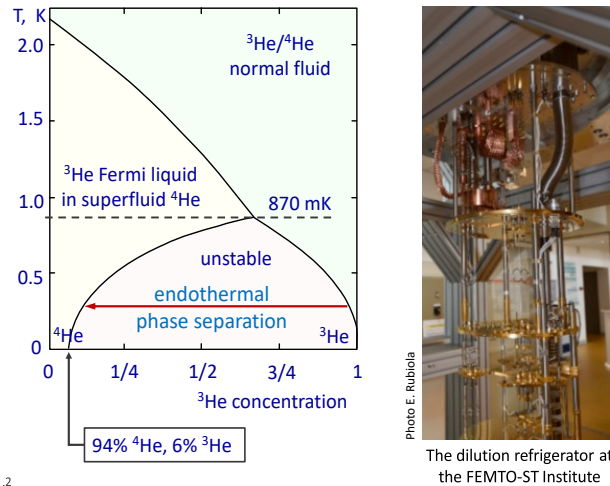 T, K
2.0
1.5
1.0
0.5
0
³He/⁴He
normal fluid
³He Fermi liquid
in superfluid ⁴He
870 mK
unstable
endothermal
phase separation
⁴He
³He
0
1/4
1/2
3/4
1
³He concentration
94% ⁴He, 6% ³He
.2
Photo E. Rubiola
The dilution refrigerator at
the FEMTO-ST Institute